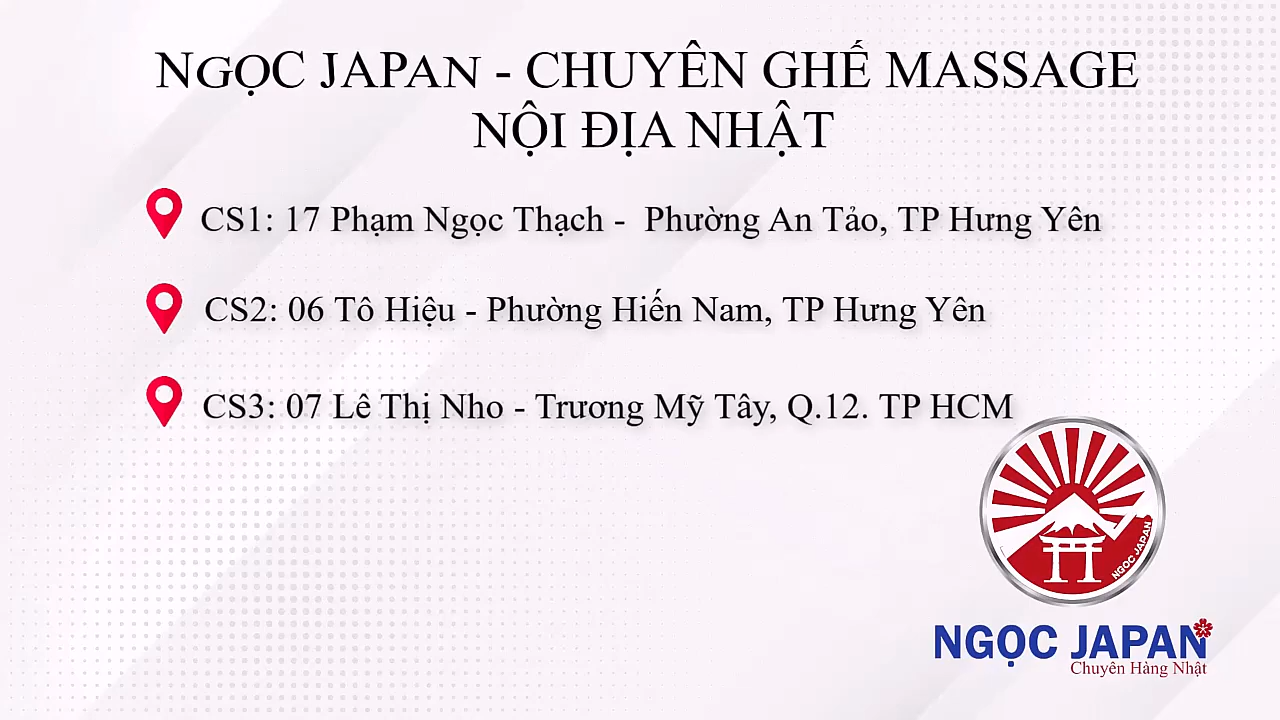 NGỌC JAPAN - CHUYÊN GHẾ MASSAGE
NỘI ĐỊA NHẬT
CS1: 17 Phạm Ngọc Thạch - Phường An Tảo, TP Hưng Yên
CS2: 06 Tô Hiệu - Phường Hiến Nam, TP Hưng Yên
CS3: 07 Lê Thị Nho - Trương Mỹ Tây, Q.12. TP HCM
NGỌC JAPAN
NGỌC JAPAN
Chuyên Hàng Nhật